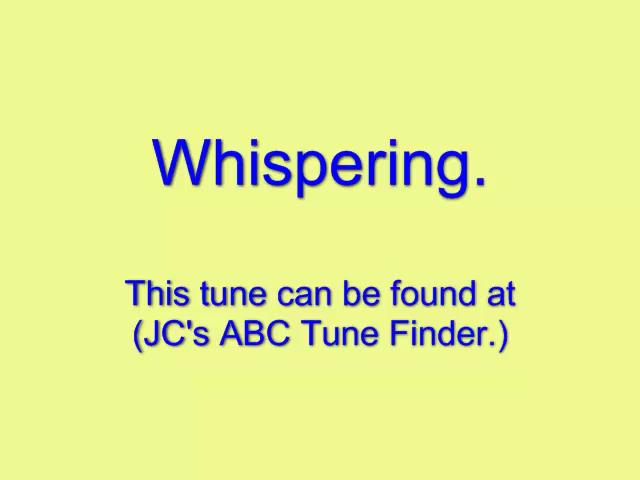 Whispering.
This tune can be found at
(JC's ABC Tune Finder.)